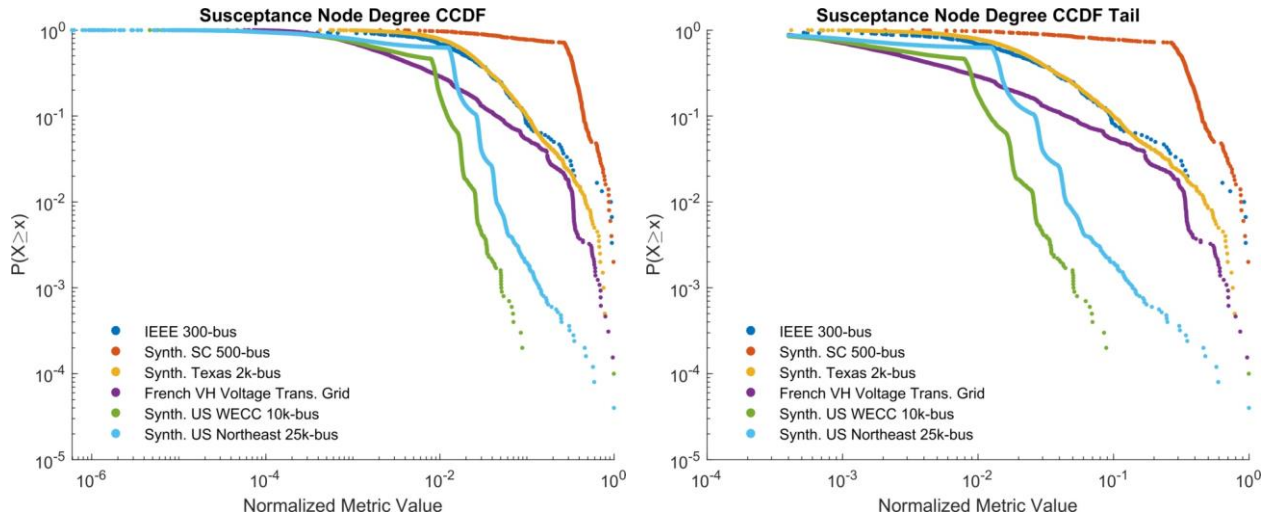 Susceptance Node Degree CCDF
10^0
10^-1
10^-2
10^-3
10^-4
10^-5
P(X≥x)
IEEE 300-bus
Synth. SC 500-bus
Synth. Texas 2k-bus
French VH Voltage Trans. Grid
Synth. US WECC 10k-bus
Synth. US Northeast 25k-bus
10^-6
10^-4
10^-2
10^0
Normalized Metric Value
Susceptance Node Degree CCDF Tail
10^0
10^-1
10^-2
10^-3
10^-4
10^-5
P(X≥x)
IEEE 300-bus
Synth. SC 500-bus
Synth. Texas 2k-bus
French VH Voltage Trans. Grid
Synth. US WECC 10k-bus
Synth. US Northeast 25k-bus
10^-4
10^-3
10^-2
10^-1
10^0
Normalized Metric Value